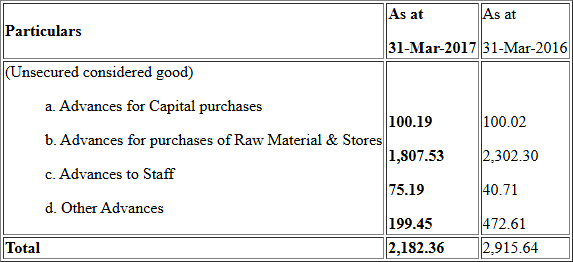 Particulars As at 31-Mar-2017 As at 31-Mar-2016
(Unsecured considered good)
a. Advances for Capital purchases 100.19 100.02
b. Advances for purchases of Raw Material & Stores 1,807.53 2,302.30
c. Advances to Staff 75.19 40.71
d. Other Advances 199.45 472.61
Total 2,182.36 2,915.64